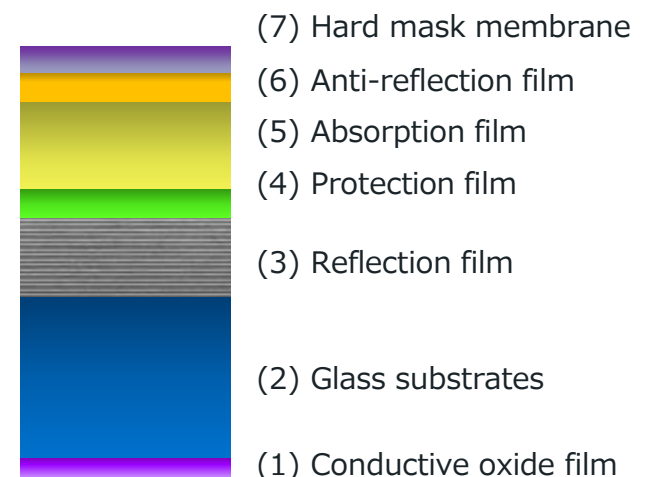 (7) Hard mask membrane
(6) Anti-reflection film
(5) Absorption film
(4) Protection film
(3) Reflection film
(2) Glass substrates
(1) Conductive oxide film